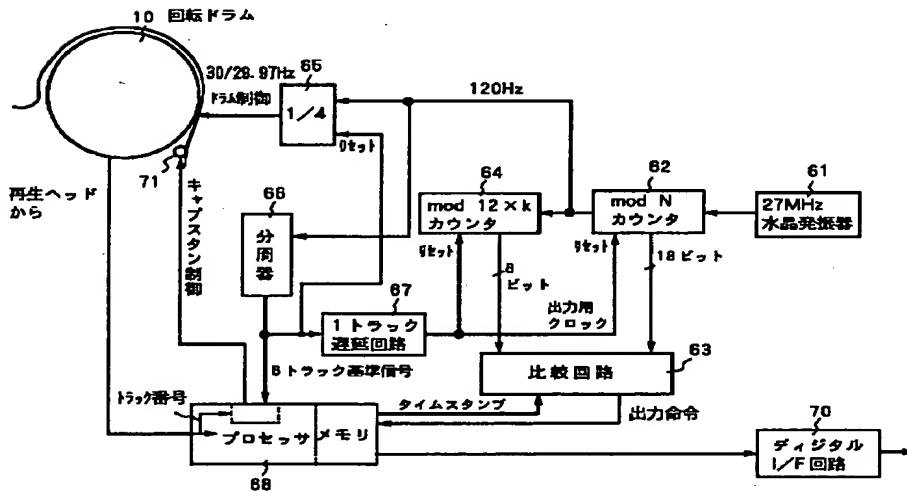 10 回転ドラム
30/29.97Hz
ドラム制御
65
1/4
リセット
120Hz
71
再生ヘッド
から
キャプスタン制御
66
分周器
64
mod 12×k
カウンタ
リセット
8
ビット
62
mod N
カウンタ
リセット
18ビット
61
27MHz
水晶発振器
67
1トラック
遅延回路
出力用
クロック
63
比較回路
6トラック基準信号
トラック番号
タイムスタンプ
出力命令
プロセッサ
メモリ
68
70
ディジタル
I/F回路